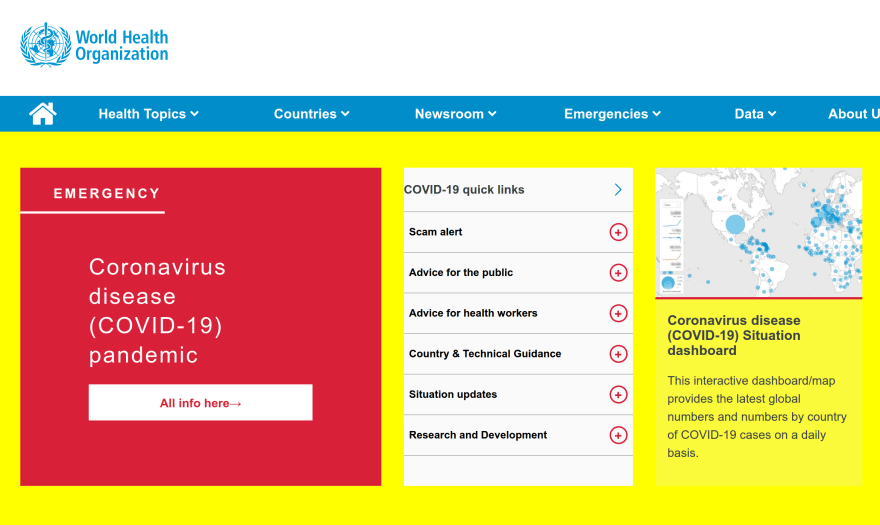 World Health
Organization
Health Topics
Countries
Newsroom
Emergencies
Data
About U
EMERGENCY
Coronavirus
disease
(COVID-19)
pandemic
All info here→
COVID-19 quick links
Scam alert
Advice for the public
Advice for health workers
Country & Technical Guidance
Situation updates
Research and Development
Coronavirus disease
(COVID-19) Situation
dashboard
This interactive dashboard/map
provides the latest global
numbers and numbers by country
of COVID-19 cases on a daily
basis.